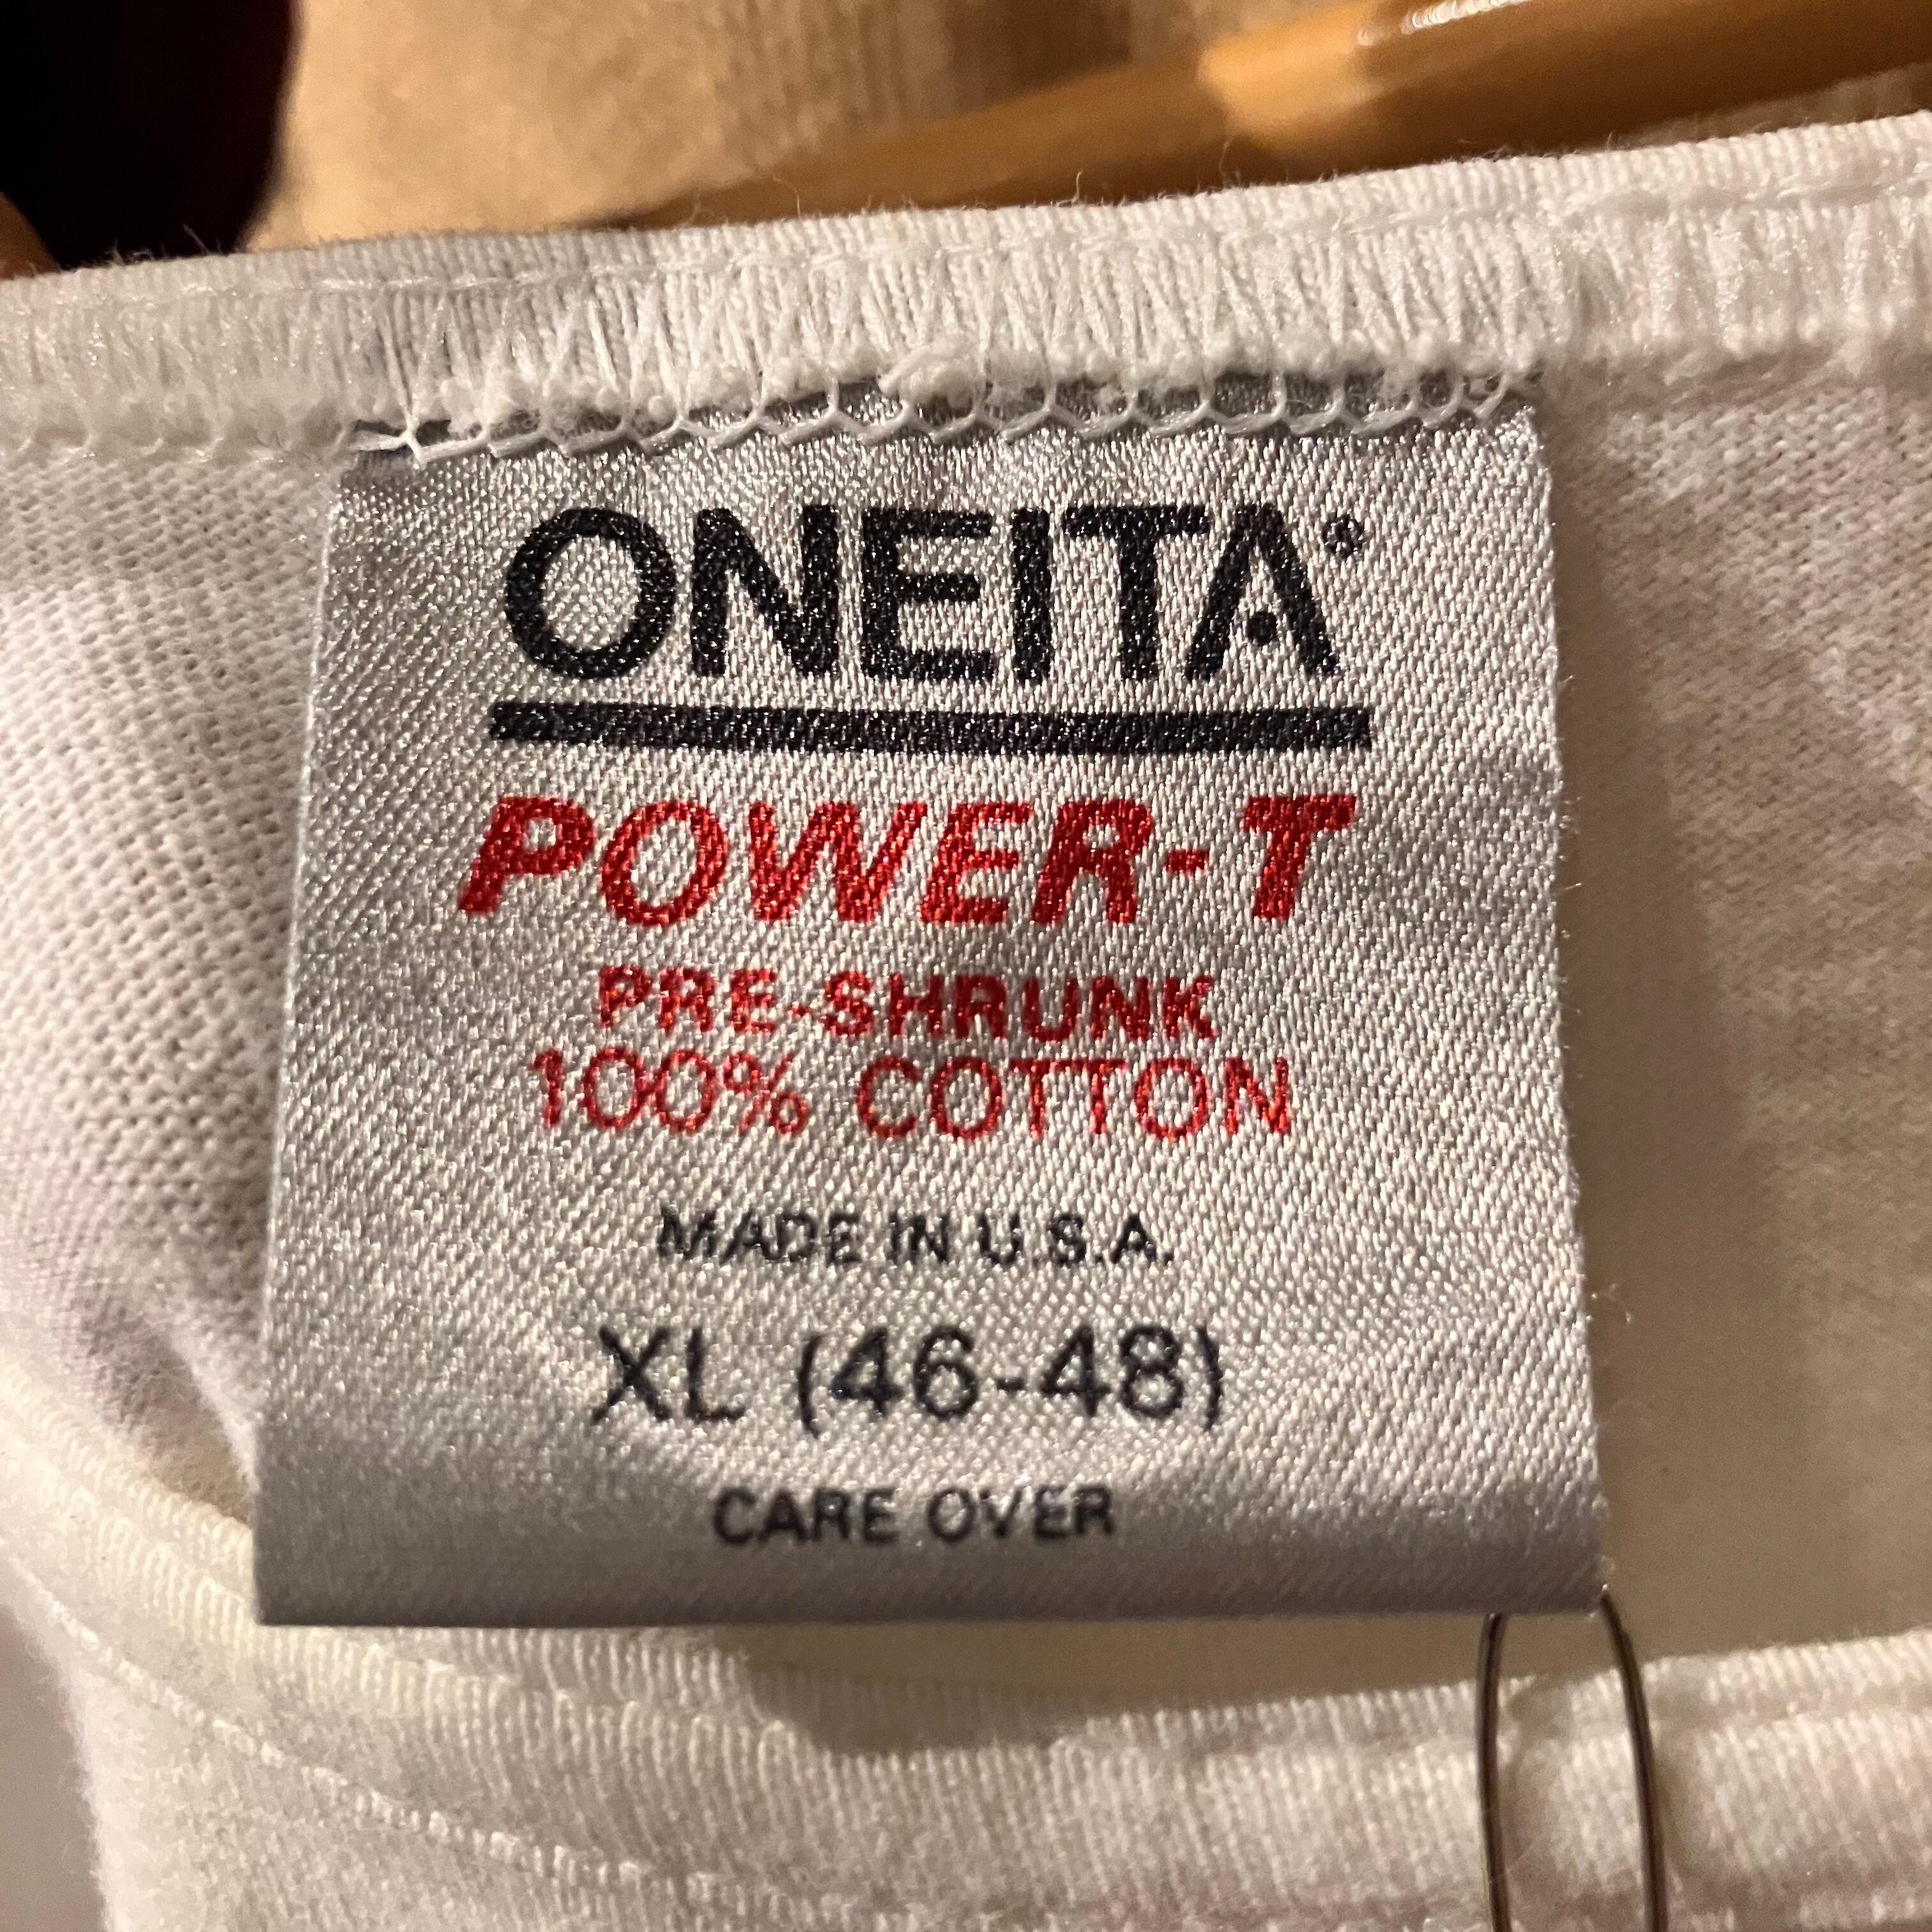 ONEITA®
POWER-T
PRE-SHRUNK
100% COTTON
MADE IN U.S.A.
XL (46-48)
CARE OVER